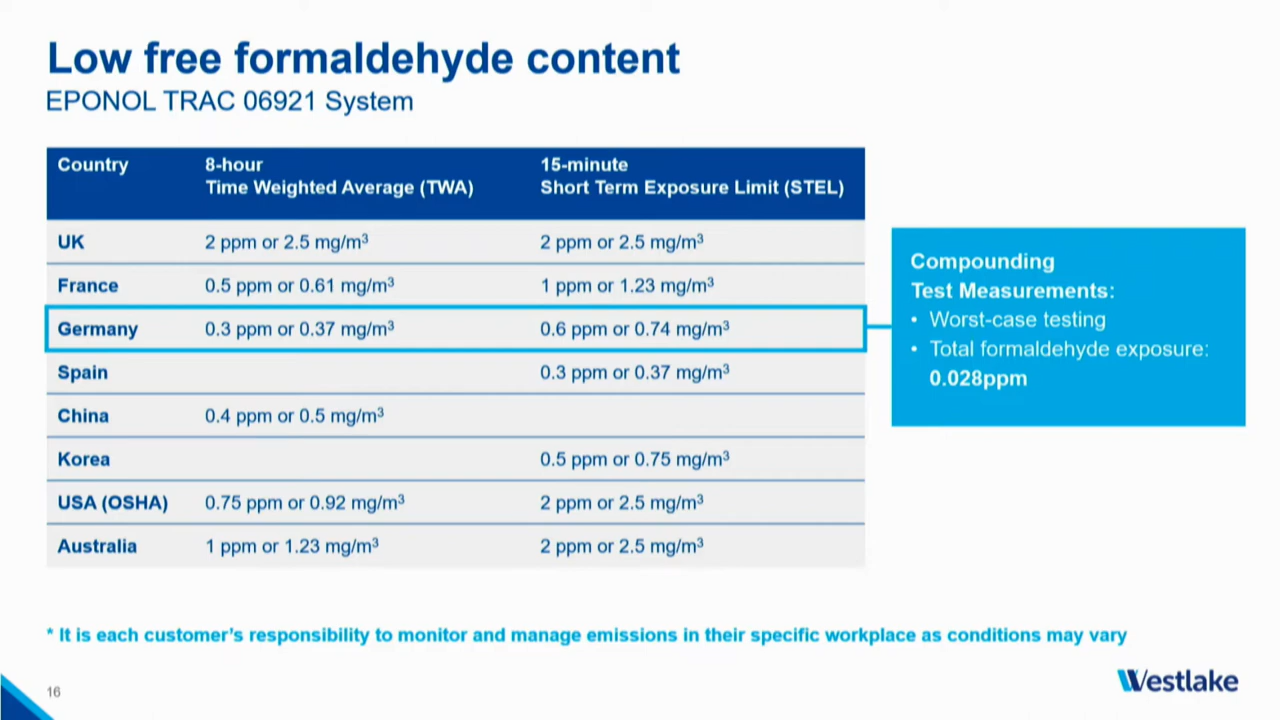 Low free formaldehyde content
EPONOL TRAC 06921 System
Country 8-hour Time Weighted Average (TWA) 15-minute Short Term Exposure Limit (STEL)
UK 2 ppm or 2.5 mg/m³ 2 ppm or 2.5 mg/m³
France 0.5 ppm or 0.61 mg/m³ 1 ppm or 1.23 mg/m³
Germany 0.3 ppm or 0.37 mg/m³ 0.6 ppm or 0.74 mg/m³
Spain 0.3 ppm or 0.37 mg/m³
China 0.4 ppm or 0.5 mg/m³
Korea 0.5 ppm or 0.75 mg/m³
USA (OSHA) 0.75 ppm or 0.92 mg/m³ 2 ppm or 2.5 mg/m³
Australia 1 ppm or 1.23 mg/m³ 2 ppm or 2.5 mg/m³
Compounding
Test Measurements:
• Worst-case testing
• Total formaldehyde exposure:
0.028ppm
* It is each customer's responsibility to monitor and manage emissions in their specific workplace as conditions may vary
16
Westlake